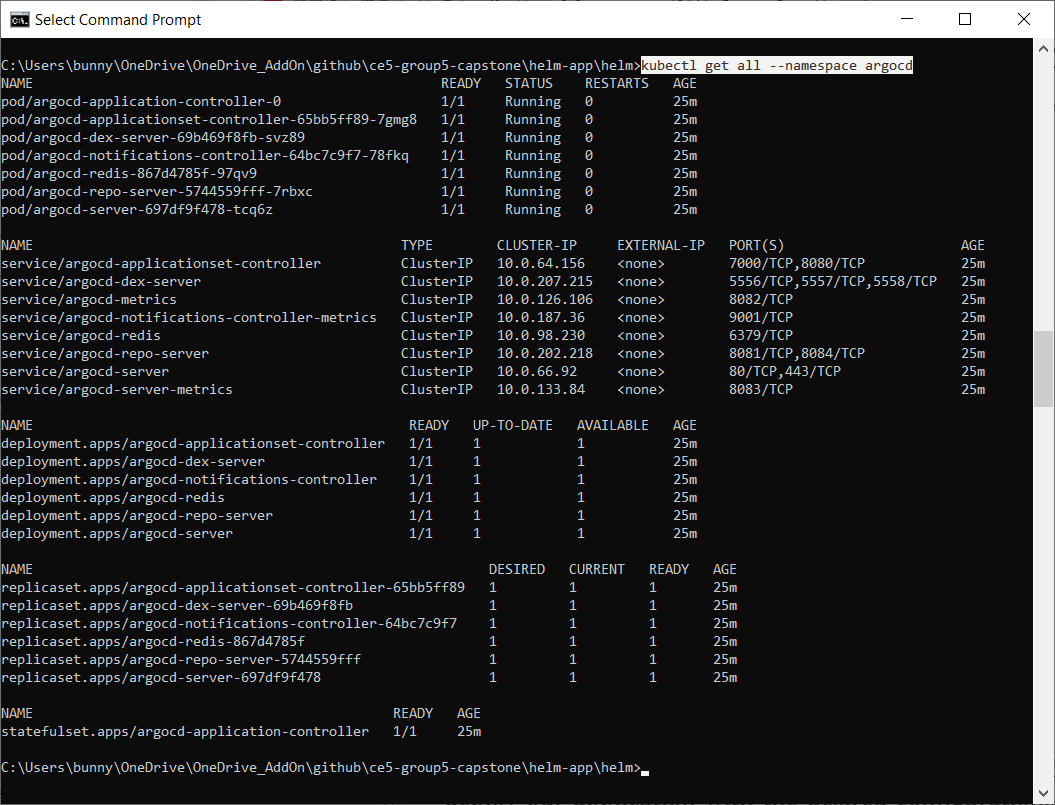 Select Command Prompt
C:\Users\bunny\OneDrive\OneDrive_AddOn\github\ce5-group5-capstone\helm-app\helm>kubectl get all --namespace argocd
NAME READY STATUS RESTARTS AGE
pod/argocd-application-controller-0 1/1 Running 0 25m
pod/argocd-applicationset-controller-65bb5ff89-7gmg8 1/1 Running 0 25m
pod/argocd-dex-server-69b469f8fb-svz89 1/1 Running 0 25m
pod/argocd-notifications-controller-64bc7c9f7-78fkq 1/1 Running 0 25m
pod/argocd-redis-867d4785f-97qv9 1/1 Running 0 25m
pod/argocd-repo-server-5744559fff-7rbxc 1/1 Running 0 25m
pod/argocd-server-697df9f478-tcq6z 1/1 Running 0 25m
NAME TYPE CLUSTER-IP EXTERNAL-IP PORT(S) AGE
service/argocd-applicationset-controller ClusterIP 10.0.64.156 <none> 7000/TCP,8080/TCP 25m
service/argocd-dex-server ClusterIP 10.0.207.215 <none> 5556/TCP,5557/TCP,5558/TCP 25m
service/argocd-metrics ClusterIP 10.0.126.106 <none> 8082/TCP 25m
service/argocd-notifications-controller-metrics ClusterIP 10.0.187.36 <none> 9001/TCP 25m
service/argocd-redis ClusterIP 10.0.98.230 <none> 6379/TCP 25m
service/argocd-repo-server ClusterIP 10.0.202.218 <none> 8081/TCP,8084/TCP 25m
service/argocd-server ClusterIP 10.0.66.92 <none> 80/TCP,443/TCP 25m
service/argocd-server-metrics ClusterIP 10.0.133.84 <none> 8083/TCP 25m
NAME READY UP-TO-DATE AVAILABLE AGE
deployment.apps/argocd-applicationset-controller 1/1 1 1 25m
deployment.apps/argocd-dex-server 1/1 1 1 25m
deployment.apps/argocd-notifications-controller 1/1 1 1 25m
deployment.apps/argocd-redis 1/1 1 1 25m
deployment.apps/argocd-repo-server 1/1 1 1 25m
deployment.apps/argocd-server 1/1 1 1 25m
NAME DESIRED CURRENT READY AGE
replicaset.apps/argocd-applicationset-controller-65bb5ff89 1 1 1 25m
replicaset.apps/argocd-dex-server-69b469f8fb 1 1 1 25m
replicaset.apps/argocd-notifications-controller-64bc7c9f7 1 1 1 25m
replicaset.apps/argocd-redis-867d4785f 1 1 1 25m
replicaset.apps/argocd-repo-server-5744559fff 1 1 1 25m
replicaset.apps/argocd-server-697df9f478 1 1 1 25m
NAME READY AGE
statefulset.apps/argocd-application-controller 1/1 25m
C:\Users\bunny\OneDrive\OneDrive_AddOn\github\ce5-group5-capstone\helm-app\helm>